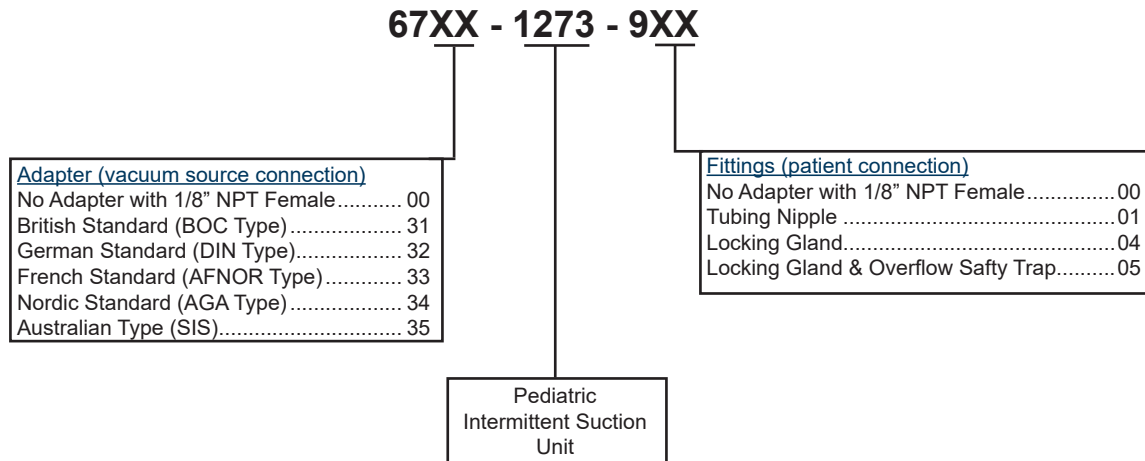 67XX - 1273 - 9XX
Adapter (vacuum source connection)
No Adapter with 1/8” NPT Female........... 00
British Standard (BOC Type).................... 31
German Standard (DIN Type)................... 32
French Standard (AFNOR Type).............. 33
Nordic Standard (AGA Type).................... 34
Australian Type (SIS)................................ 35
Fittings (patient connection)
No Adapter with 1/8” NPT Female...............00
Tubing Nipple ................................................01
Locking Gland...............................................04
Locking Gland & Overflow Safty Trap..........05
Pediatric
Intermittent Suction
Unit